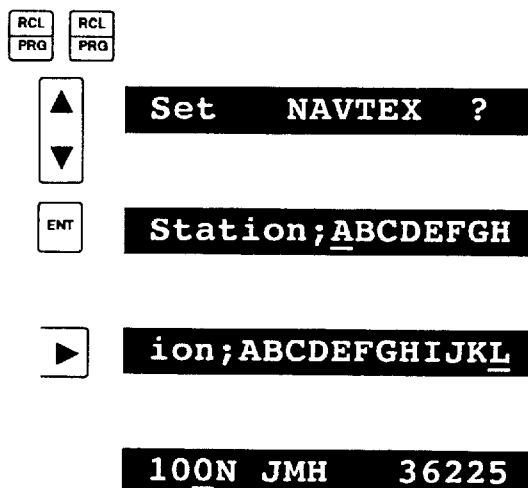 RCL RCL
PRG PRG
Set NAVTEX ?
ENT
Station;ABCDEFGH
ion;ABCDEFGHIJKL
100N JMH 36225